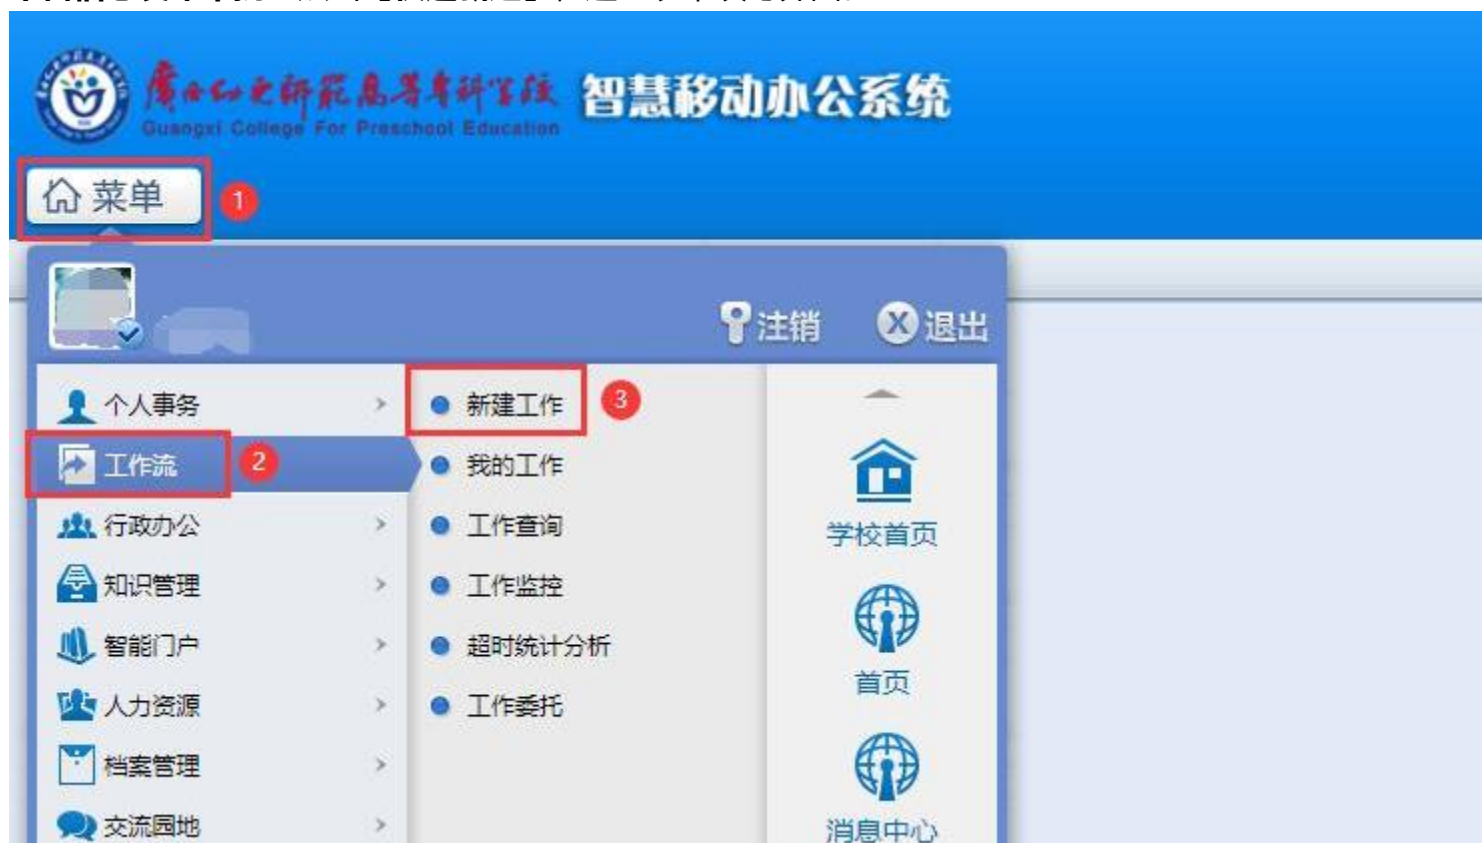 广西幼儿师范高等专科学校 智慧移动办公系统
Guangxi College For Preschool Education
菜单 1
注销 退出
个人事务
新建工作 3
工作流 2
我的工作
行政办公
工作查询
学校首页
知识管理
工作监控
智能门户
超时统计分析
首页
人力资源
工作委托
档案管理
交流园地
消息中心